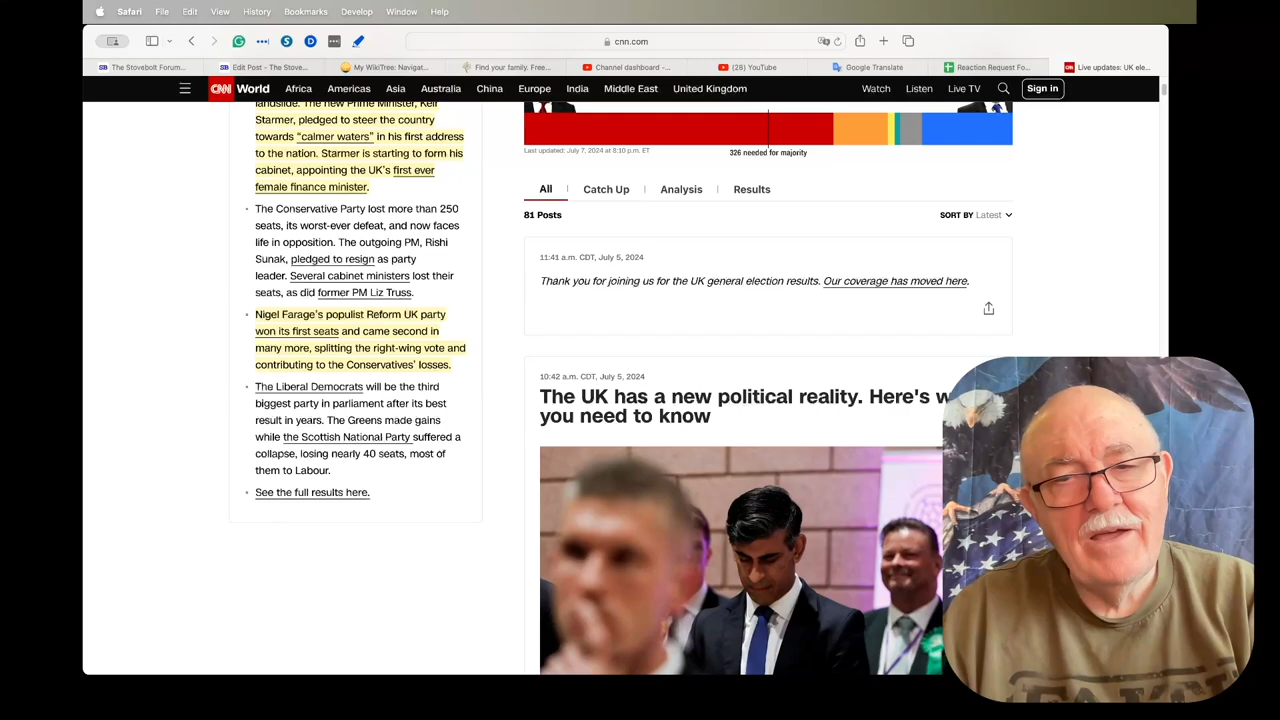 Safari File Edit View History Bookmarks Develop Window Help
cnn.com
The Stovebolt Forum...
Edit Post - The Stove...
My WikiTree: Navigat...
Find your family. Free...
Channel dashboard -...
(28) YouTube
Google Translate
Reaction Request Fo...
Live updates: UK ele...
CNN World Africa Americas Asia Australia China Europe India Middle East United Kingdom Watch Listen Live TV Sign in
landslide. The new Prime Minister, Keir
Starmer, pledged to steer the country
towards “calmer waters” in his first address
to the nation. Starmer is starting to form his
cabinet, appointing the UK's first ever
female finance minister.
The Conservative Party lost more than 250
seats, its worst-ever defeat, and now faces
life in opposition. The outgoing PM, Rishi
Sunak, pledged to resign as party
leader. Several cabinet ministers lost their
seats, as did former PM Liz Truss.
Nigel Farage's populist Reform UK party
won its first seats and came second in
many more, splitting the right-wing vote and
contributing to the Conservatives' losses.
The Liberal Democrats will be the third
biggest party in parliament after its best
result in years. The Greens made gains
while the Scottish National Party suffered a
collapse, losing nearly 40 seats, most of
them to Labour.
See the full results here.
Last updated: July 7, 2024 at 8:10 p.m. ET
326 needed for majority
All Catch Up Analysis Results
81 Posts
SORT BY Latest
11:41 a.m. CDT, July 5, 2024
Thank you for joining us for the UK general election results. Our coverage has moved here.
10:42 a.m. CDT, July 5, 2024
The UK has a new political reality. Here's w
you need to know